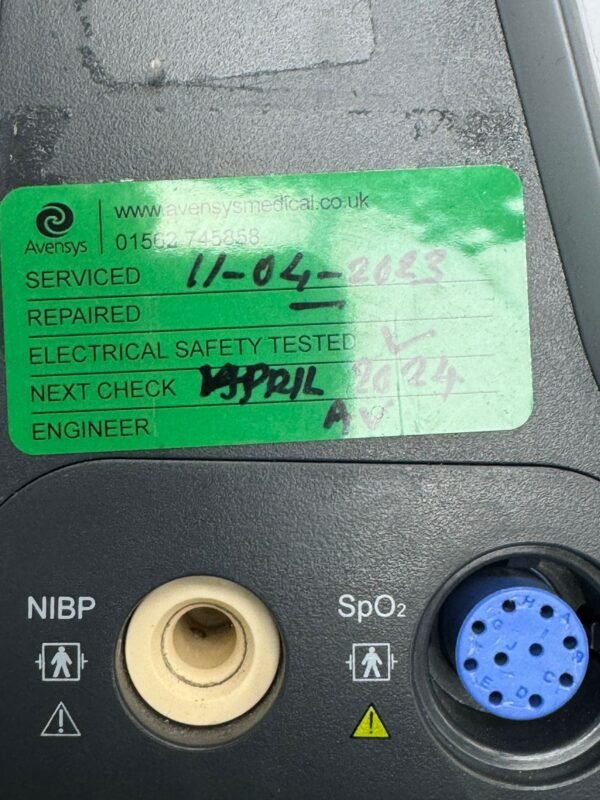 www.avensysmedical.co.uk
Avensys
01562 745858
SERVICED 11-04-2023
REPAIRED —
ELECTRICAL SAFETY TESTED ✓
NEXT CHECK APRIL 2024
ENGINEER AV
NIBP
SpO₂
H
A
G
I
B
J
C
E
D